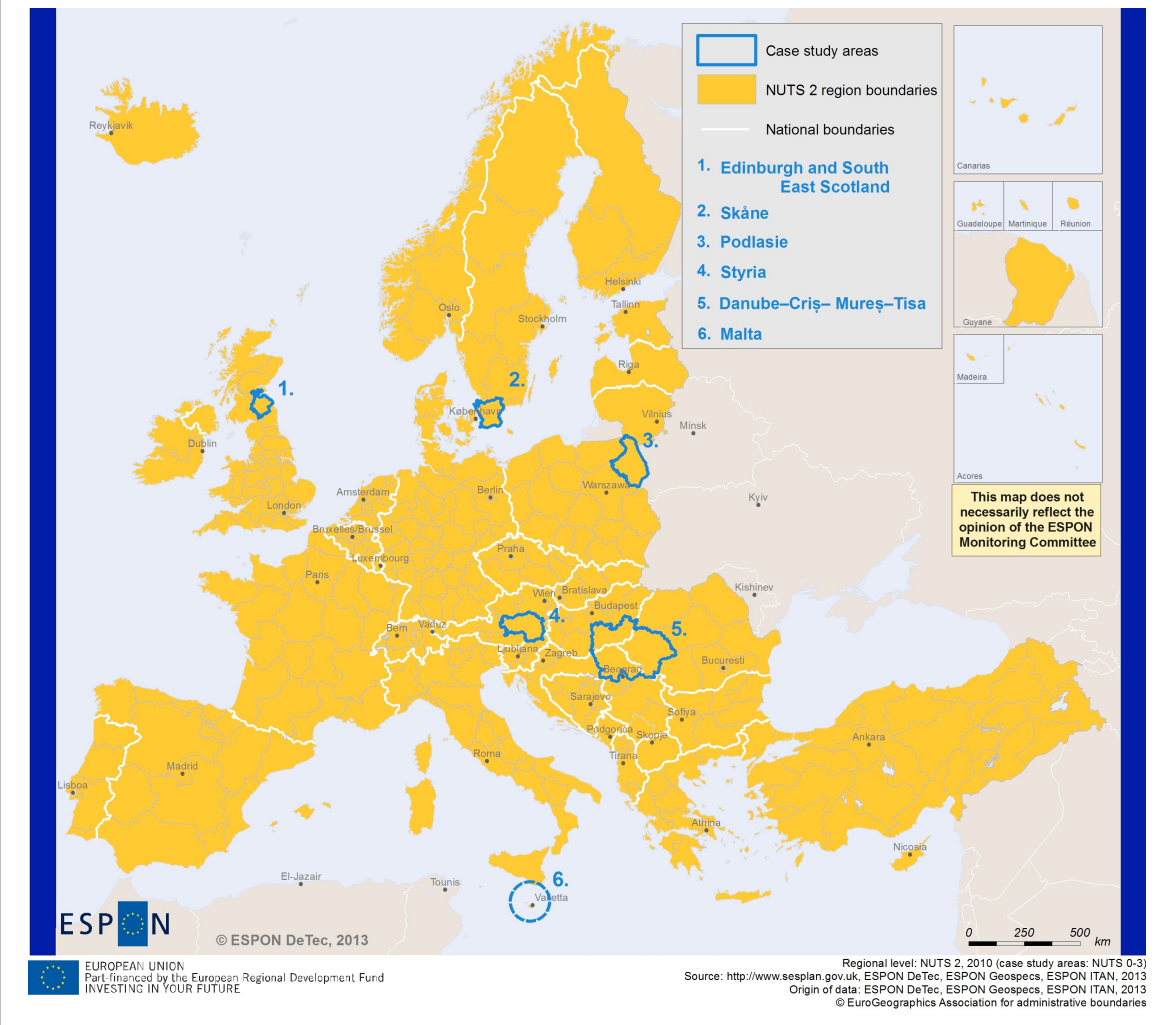 Case study areas
NUTS 2 region boundaries
National boundaries
1. Edinburgh and South
East Scotland
2. Skåne
3. Podlasie
4. Styria
5. Danube–Criș– Mureș–Tisa
6. Malta
Canarias
Guadeloupe
Martinique
Réunion
Guyane
Madeira
Acores
This map does not
necessarily reflect the
opinion of the ESPON
Monitoring Committee
Reykjavik
Oslo
Stockholm
Helsinki
Tallinn
Riga
Vilnius
Minsk
1.
2.
København
3.
Dublin
London
Amsterdam
Berlin
Warszawa
Kyiv
Bruxelles/Brussel
Luxembourg
Praha
Paris
Wien
Bratislava
Budapest
Kishinev
4.
5.
Bern
Vaduz
Ljubljana
Zagreb
Beograd
Bucuresti
Sarajevo
Sofiya
Podgorica
Skopje
Tirana
Ankara
Roma
Madrid
Lisboa
Athina
Nicosia
El-Jazair
Tounis
6.
Valletta
ESPON
© ESPON DeTec, 2013
0 250 500
km
EUROPEAN UNION
Part-financed by the European Regional Development Fund
INVESTING IN YOUR FUTURE
Regional level: NUTS 2, 2010 (case study areas: NUTS 0-3)
Source: http://www.sesplan.gov.uk, ESPON DeTec, ESPON Geospecs, ESPON ITAN, 2013
Origin of data: ESPON DeTec, ESPON Geospecs, ESPON ITAN, 2013
© EuroGeographics Association for administrative boundaries